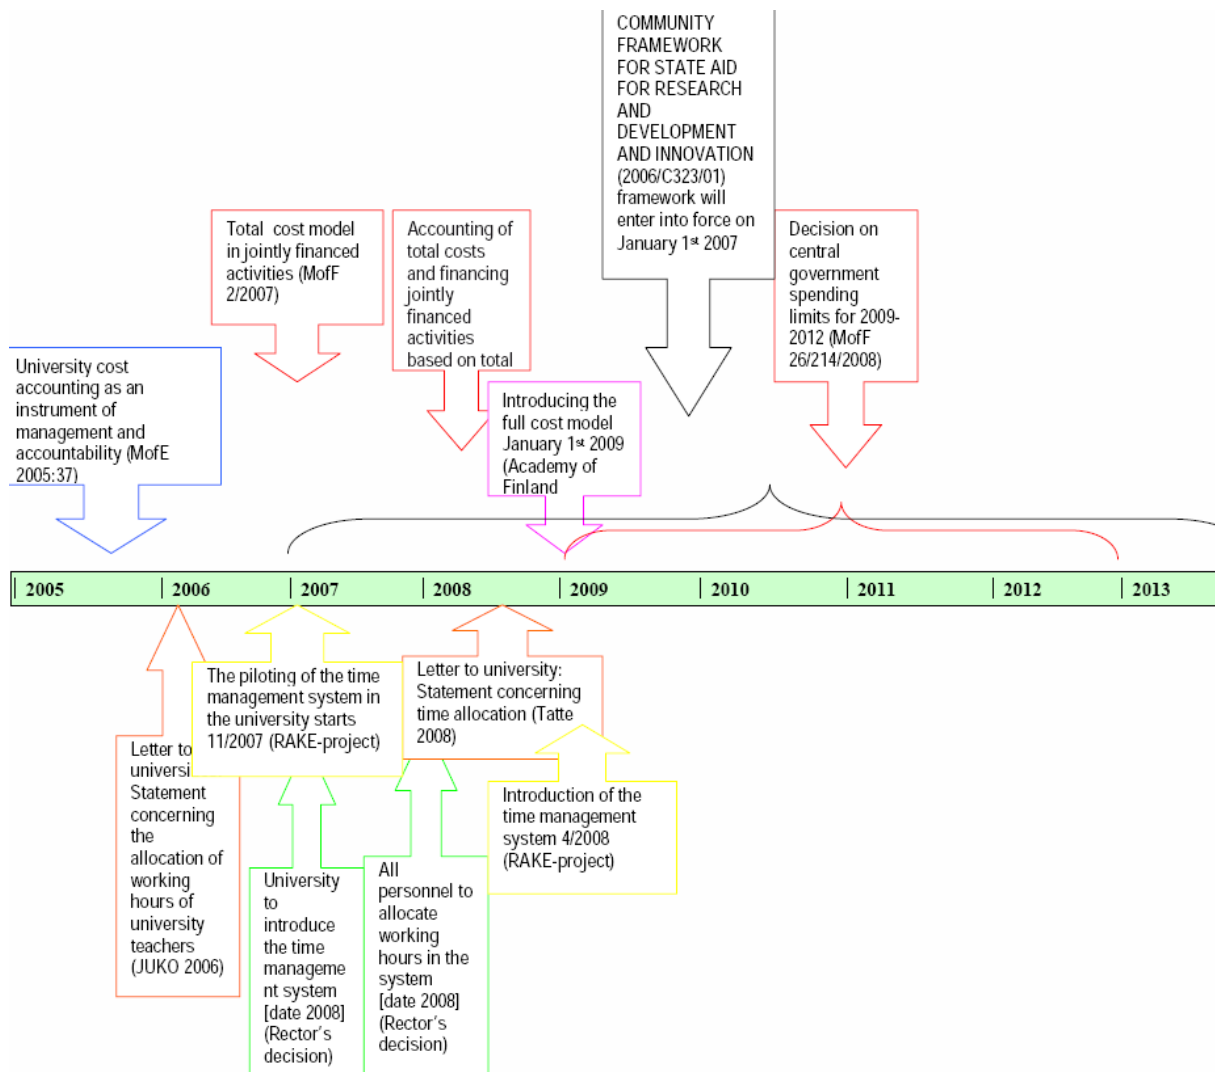 COMMUNITY
FRAMEWORK
FOR STATE AID
FOR RESEARCH
AND
DEVELOPMENT
AND INNOVATION
(2006/C323/01)
framework will
enter into force on
January 1st 2007
Total cost model
in jointly financed
activities (MofF
2/2007)
Accounting of
total costs
and financing
jointly
financed
activities
based on total
Decision on
central
government
spending
limits for 2009-
2012 (MofF
26/214/2008)
University cost
accounting as an
instrument of
management and
accountability (MofE
2005:37)
Introducing the
full cost model
January 1st 2009
(Academy of
Finland
2005
2006
2007
2008
2009
2010
2011
2012
2013
The piloting of the time
management system in
the university starts
11/2007 (RAKE-project)
Letter to university:
Statement concerning
time allocation (Tatte
2008)
Letter to
universi
Statement
concerning
the
allocation of
working
hours of
university
teachers
(JUKO 2006)
Introduction of the
time management
system 4/2008
(RAKE-project)
University
to
introduce
the time
manageme
nt system
[date 2008]
(Rector's
decision)
All
personnel to
allocate
working
hours in the
system
[date 2008]
(Rector's
decision)